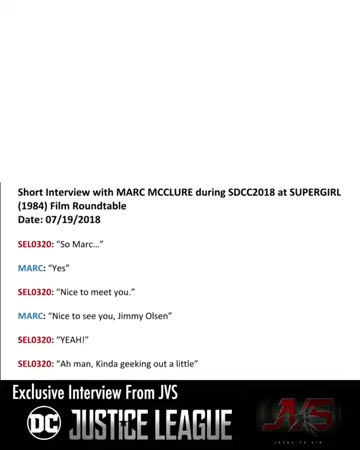 Short Interview with MARC MCCLURE during SDCC2018 at SUPERGIRL
(1984) Film Roundtable
Date: 07/19/2018
SEL0320: “So Marc…”
MARC: “Yes”
SEL0320: “Nice to meet you.”
MARC: “Nice to see you, Jimmy Olsen”
SEL0320: “YEAH!”
SEL0320: “Ah man, Kinda geeking out a little”
Exclusive Interview From JVS
DC JUSTICE LEAGUE
JVS